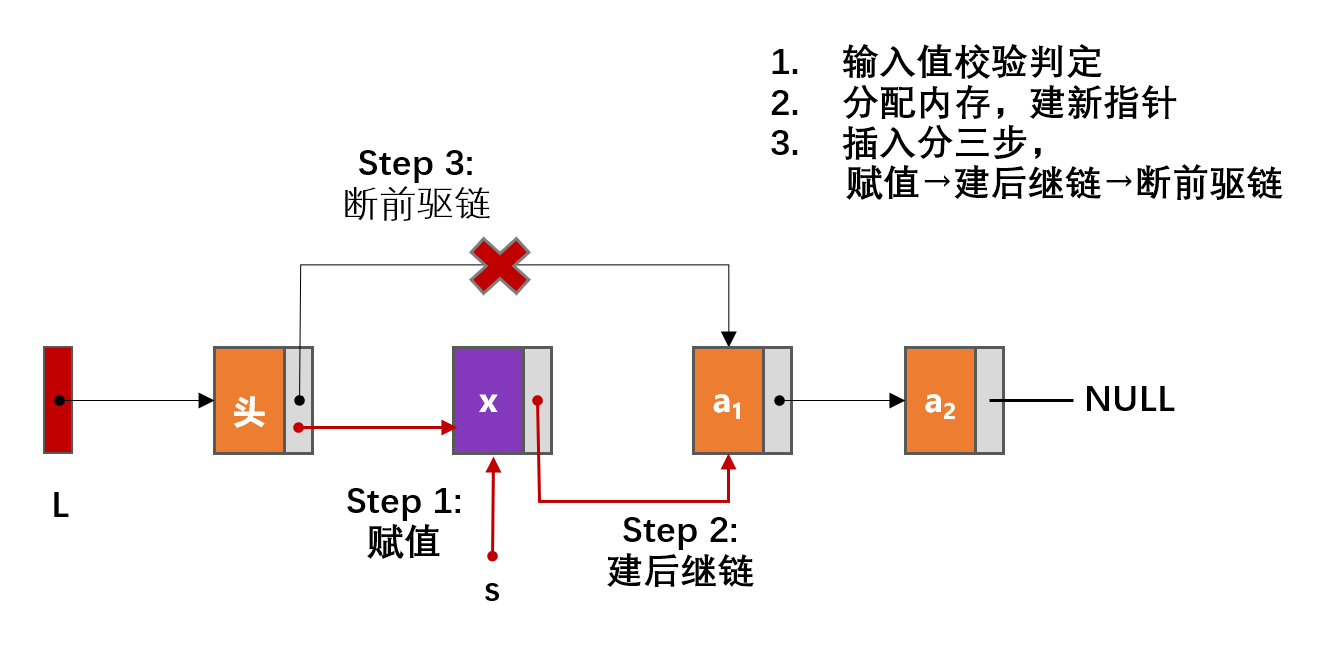 1. 输入值校验判定
2. 分配内存，建新指针
3. 插入分三步，
赋值→建后继链→断前驱链
Step 3:
断前驱链
头
x
a₁
a₂
NULL
L
Step 1:
赋值
s
Step 2:
建后继链